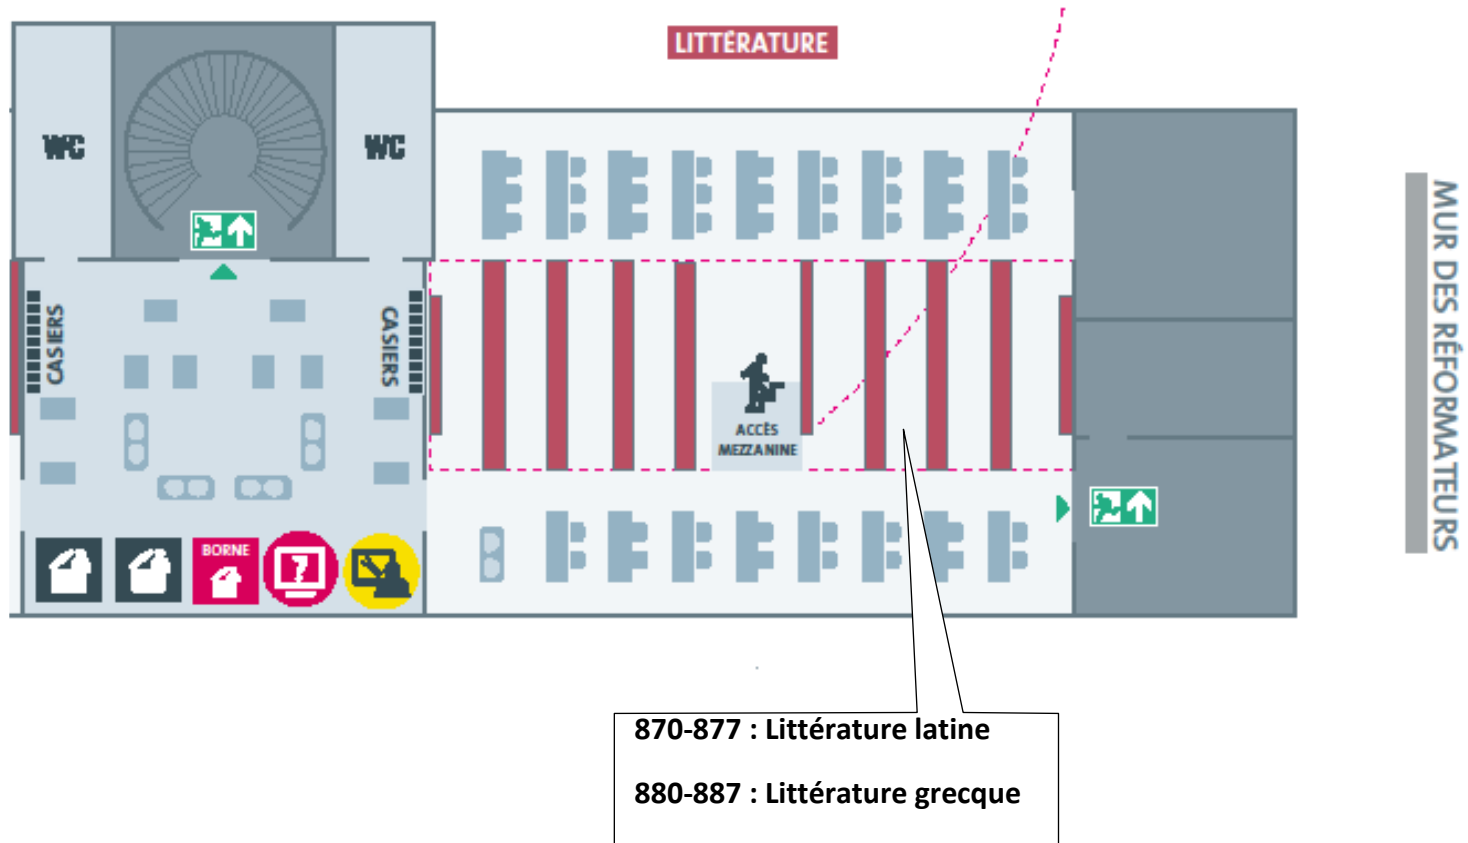 LITTÉRATURE
WC
WC
CASIERS
CASIERS
ACCÈS
MEZZANINE
BORNE
MUR DES RÉFORMATEURS
870-877 : Littérature latine
880-887 : Littérature grecque